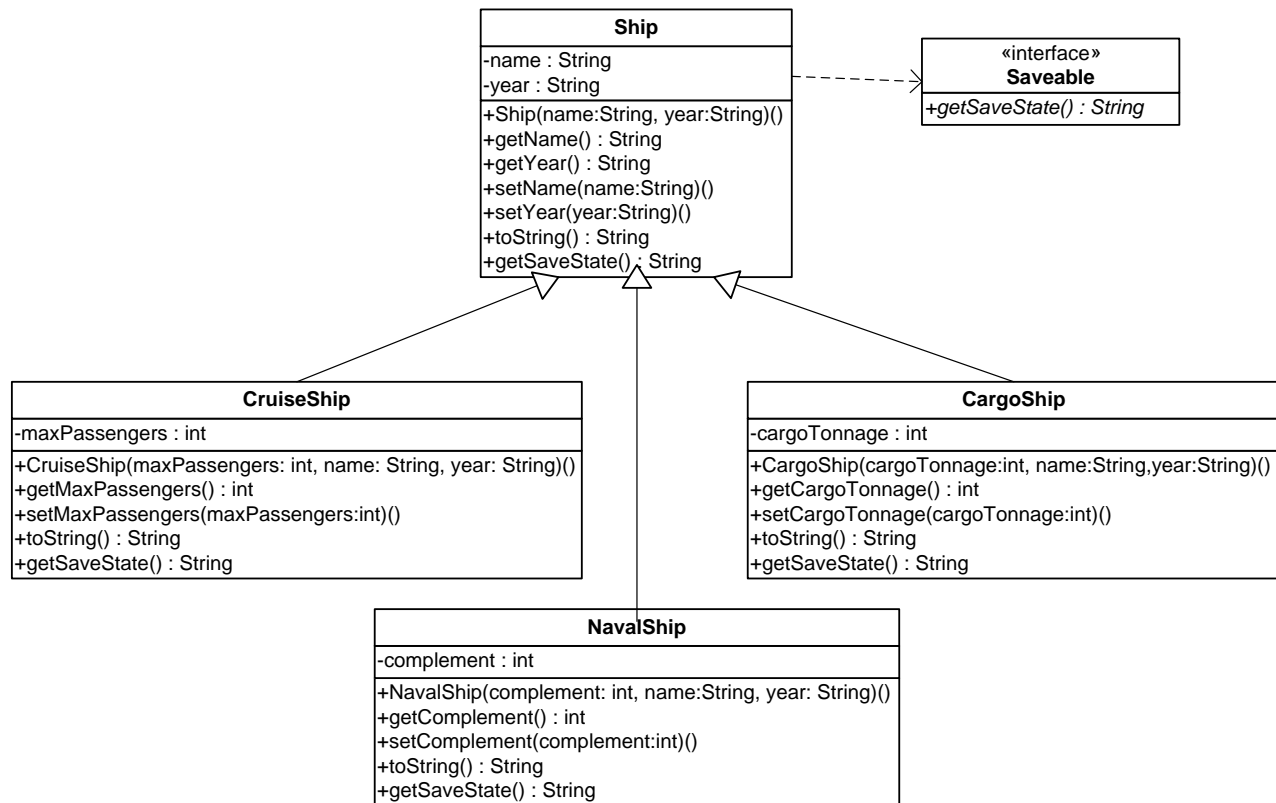 Ship
-name : String
-year : String
+Ship(name:String, year:String)()
+getName() : String
+getYear() : String
+setName(name:String)()
+setYear(year:String)()
+toString() : String
+getSaveState() : String
«interface»
Saveable
+getSaveState() : String
CruiseShip
-maxPassengers : int
+CruiseShip(maxPassengers: int, name: String, year: String)()
+getMaxPassengers() : int
+setMaxPassengers(maxPassengers:int)()
+toString() : String
+getSaveState() : String
CargoShip
-cargoTonnage : int
+CargoShip(cargoTonnage:int, name:String,year:String)()
+getCargoTonnage() : int
+setCargoTonnage(cargoTonnage:int)()
+toString() : String
+getSaveState() : String
NavalShip
-complement : int
+NavalShip(complement: int, name:String, year: String)()
+getComplement() : int
+setComplement(complement:int)()
+toString() : String
+getSaveState() : String